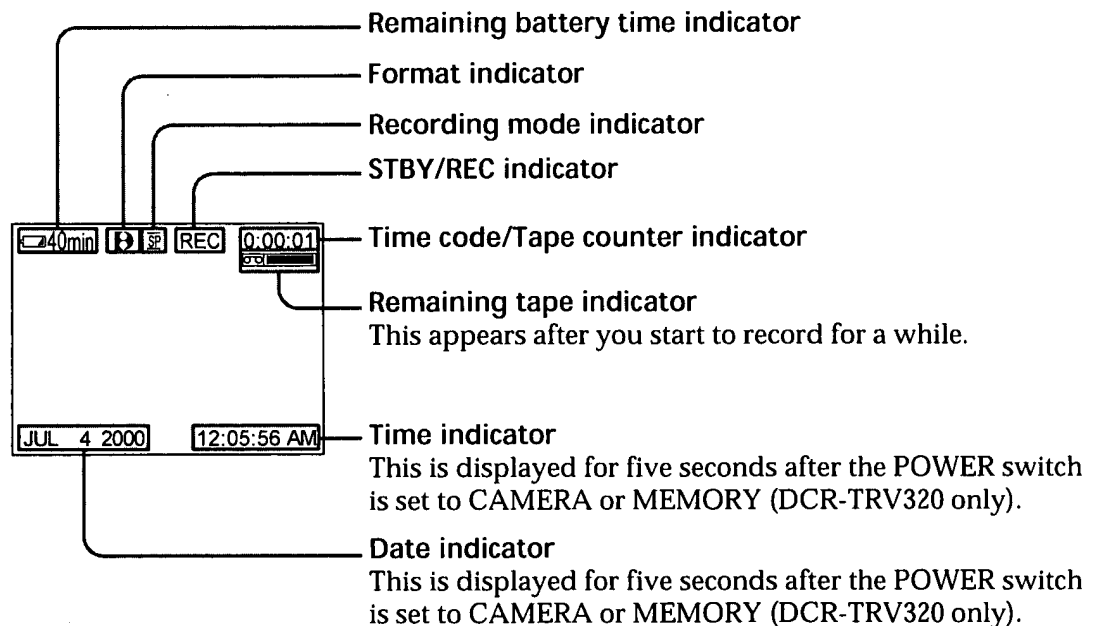 Remaining battery time indicator
Format indicator
Recording mode indicator
STBY/REC indicator
40min SP REC 0:00:01
Time code/Tape counter indicator
Remaining tape indicator
This appears after you start to record for a while.
JUL 4 2000 12:05:56 AM
Time indicator
This is displayed for five seconds after the POWER switch
is set to CAMERA or MEMORY (DCR-TRV320 only).
Date indicator
This is displayed for five seconds after the POWER switch
is set to CAMERA or MEMORY (DCR-TRV320 only).